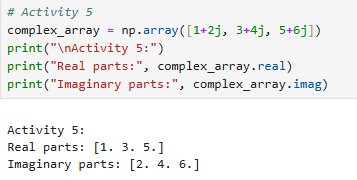 # Activity 5
complex_array = np.array([1+2j, 3+4j, 5+6j])
print("\nActivity 5:")
print("Real parts:", complex_array.real)
print("Imaginary parts:", complex_array.imag)
Activity 5:
Real parts: [1. 3. 5.]
Imaginary parts: [2. 4. 6.]